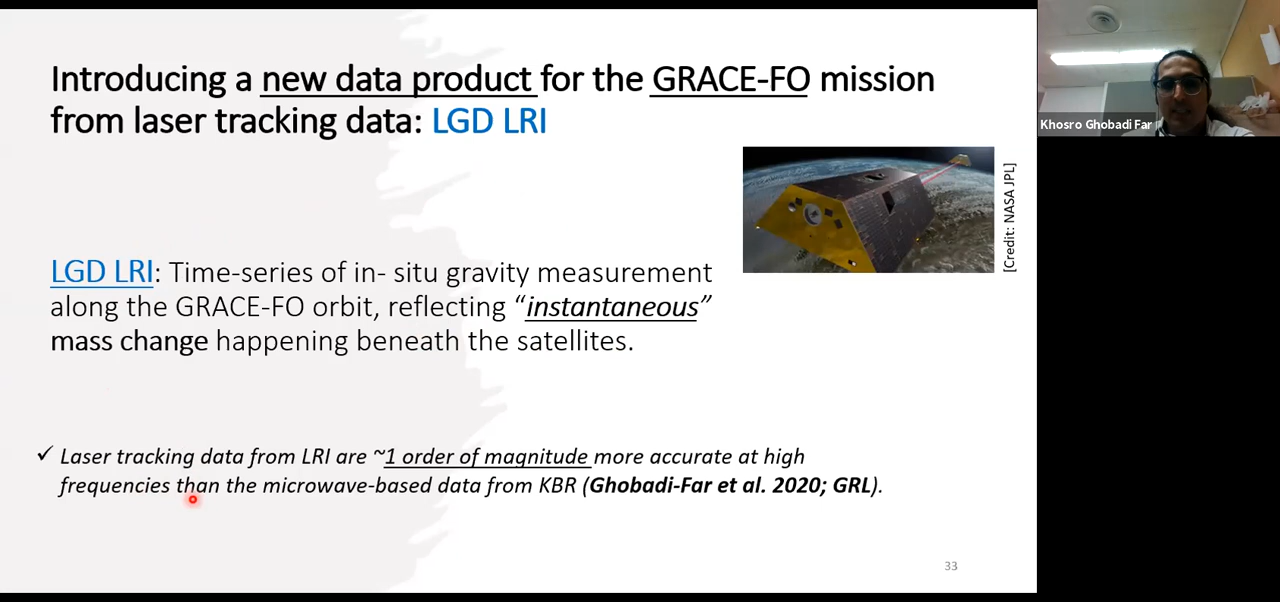 Introducing a new data product for the GRACE-FO mission
from laser tracking data: LGD LRI
Khosro Ghobadi Far
[Credit: NASA JPL]
LGD LRI: Time-series of in- situ gravity measurement
along the GRACE-FO orbit, reflecting “instantaneous”
mass change happening beneath the satellites.
✓ Laser tracking data from LRI are ~1 order of magnitude more accurate at high
frequencies than the microwave-based data from KBR (Ghobadi-Far et al. 2020; GRL).
33